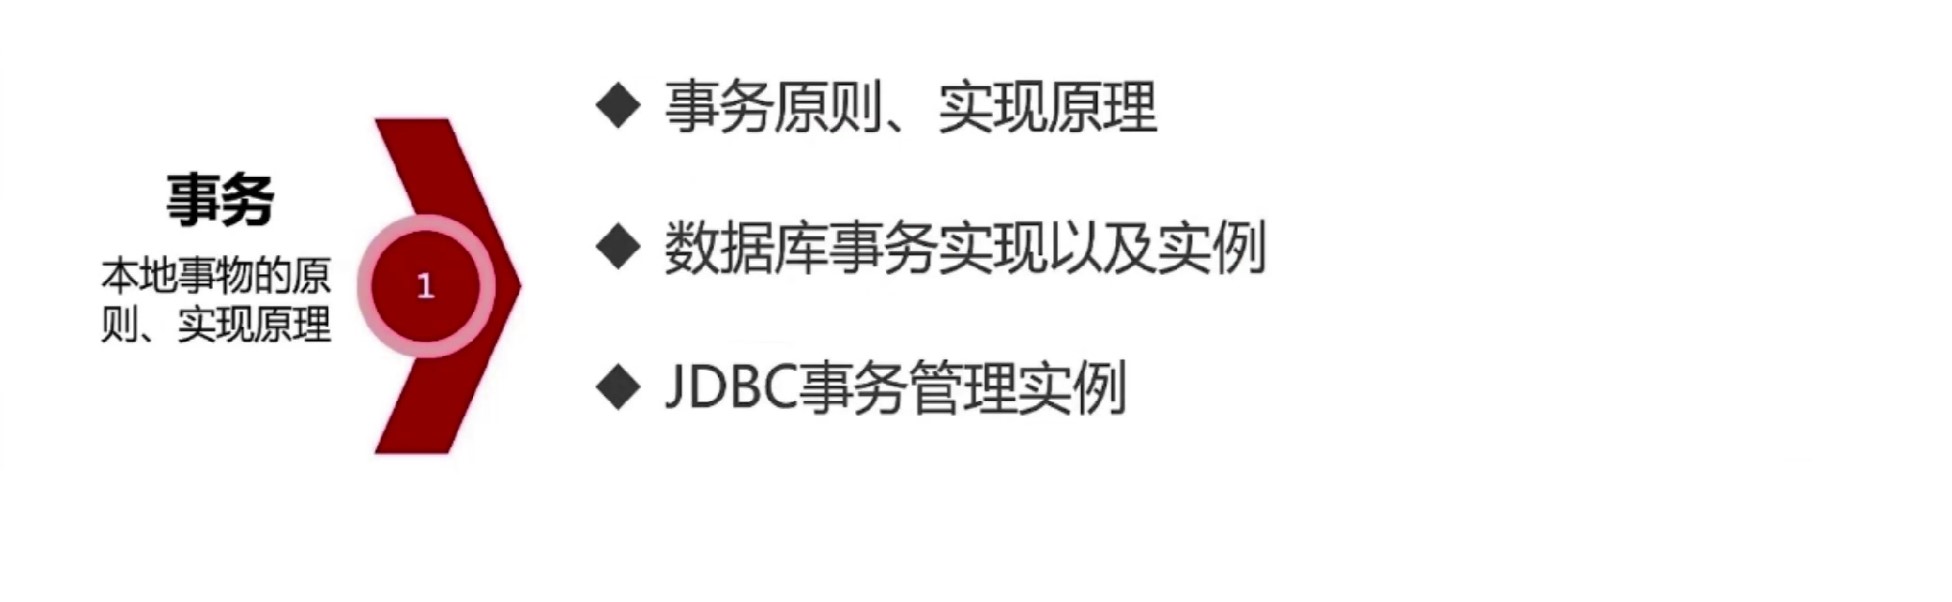 事务
本地事物的原
则、实现原理
1
事务原则、实现原理
数据库事务实现以及实例
JDBC事务管理实例